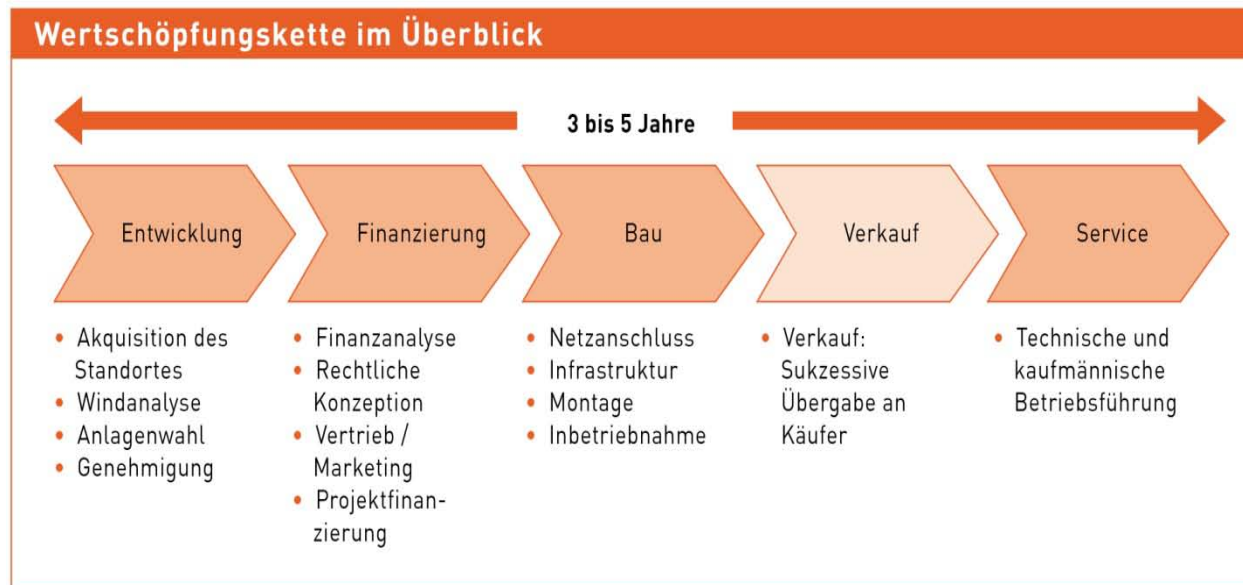 Wertschöpfungskette im Überblick
3 bis 5 Jahre
Entwicklung
Finanzierung
Bau
Verkauf
Service
• Akquisition des
Standortes
• Windanalyse
• Anlagenwahl
• Genehmigung
• Finanzanalyse
• Rechtliche
Konzeption
• Vertrieb /
Marketing
• Projektfinan-
zierung
• Netzanschluss
• Infrastruktur
• Montage
• Inbetriebnahme
• Verkauf:
Sukzessive
Übergabe an
Käufer
• Technische und
kaufmännische
Betriebsführung